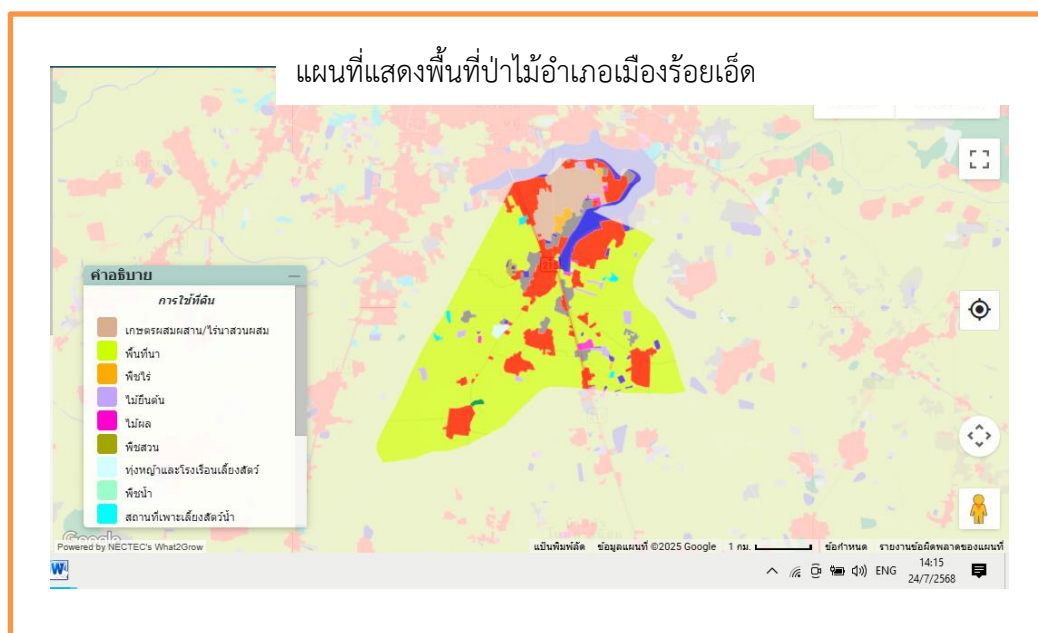 แผนที่แสดงพื้นที่ป่าไม้อำเภอเมืองร้อยเอ็ด
คำอธิบาย
การใช้ที่ดิน
เกษตรผสมผสาน/ไร่นาสวนผสม
พื้นที่นา
พืชไร่
ไม้ยืนต้น
ไม้ผล
พืชสวน
ทุ่งหญ้าและโรงเรือนเลี้ยงสัตว์
พืชน้ำ
สถานที่เพาะเลี้ยงสัตว์น้ำ
Google
Powered by NECTEC's What2Grow
แป้นพิมพ์ลัด ข้อมูลแผนที่ ©2025 Google 1 กม. ข้อกำหนด รายงานข้อผิดพลาดของแผนที่
ENG
14:15
24/7/2568